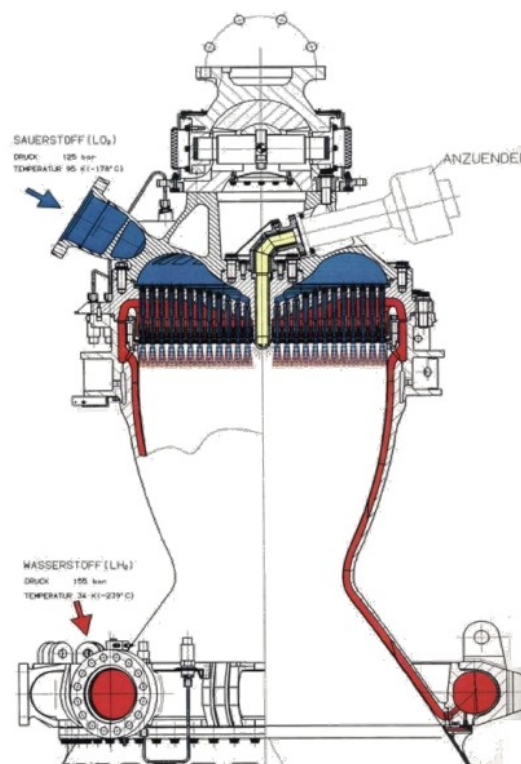 SAUERSTOFF(LO₂)
DRUCK 125 bar
TEMPERATUR 95 K(-178°C)
ANZUENDER
WASSERSTOFF(LH₂)
DRUCK 155 bar
TEMPERATUR 34 K(-239°C)